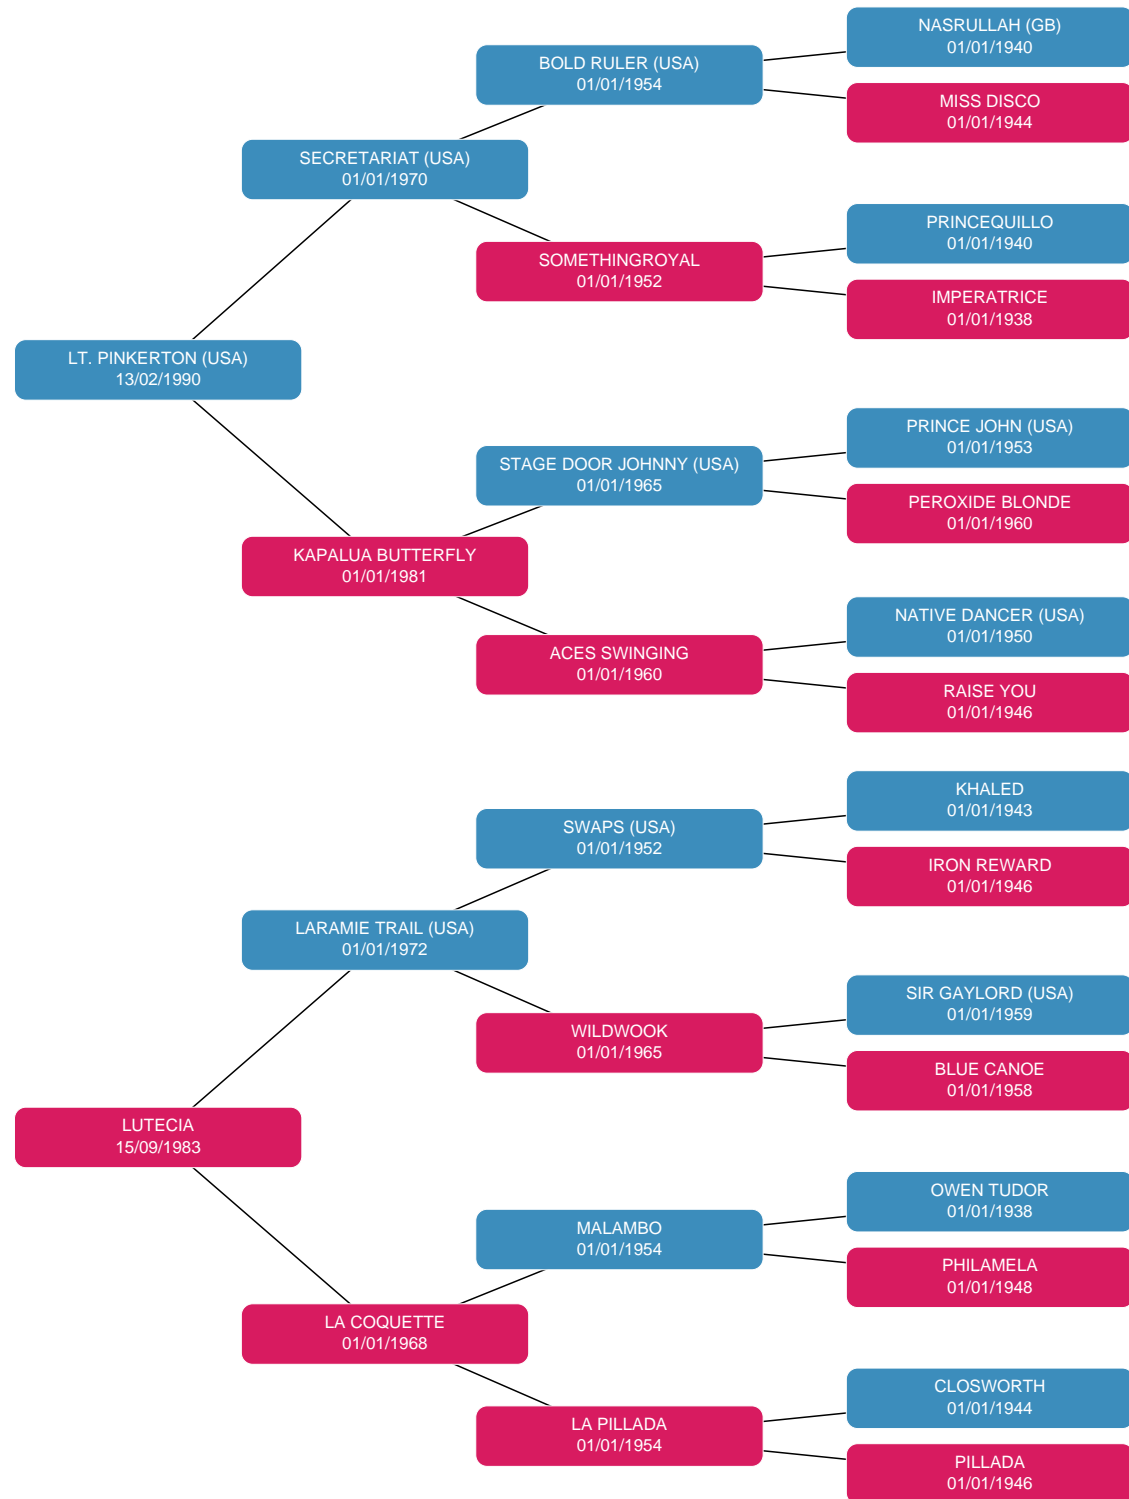 NASRULLAH (GB)
01/01/1940
BOLD RULER (USA)
01/01/1954
MISS DISCO
01/01/1944
SECRETARIAT (USA)
01/01/1970
PRINCEQUILLO
01/01/1940
SOMETHINGROYAL
01/01/1952
IMPERATRICE
01/01/1938
LT. PINKERTON (USA)
13/02/1990
PRINCE JOHN (USA)
01/01/1953
STAGE DOOR JOHNNY (USA)
01/01/1965
PEROXIDE BLONDE
01/01/1960
KAPALUA BUTTERFLY
01/01/1981
NATIVE DANCER (USA)
01/01/1950
ACES SWINGING
01/01/1960
RAISE YOU
01/01/1946
KHALED
01/01/1943
SWAPS (USA)
01/01/1952
IRON REWARD
01/01/1946
LARAMIE TRAIL (USA)
01/01/1972
SIR GAYLORD (USA)
01/01/1959
WILDWOOK
01/01/1965
BLUE CANOE
01/01/1958
LUTECIA
15/09/1983
OWEN TUDOR
01/01/1938
MALAMBO
01/01/1954
PHILAMELA
01/01/1948
LA COQUETTE
01/01/1968
CLOSWORTH
01/01/1944
LA PILLADA
01/01/1954
PILLADA
01/01/1946